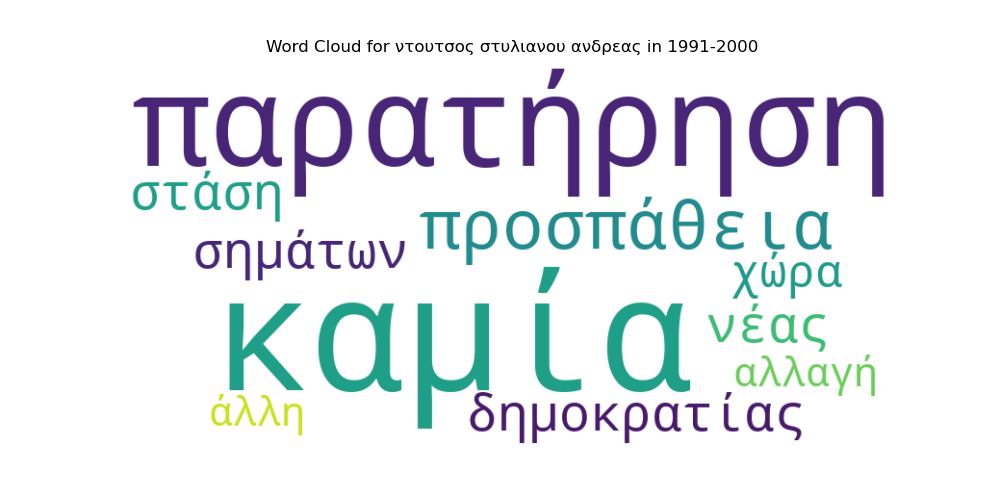 Word Cloud for ντουτσος στυλιανου ανδρεας in 1991-2000
παρατήρηση
στάση
προσπάθεια
σημάτων
χώρα
καμία
νέας
αλλαγή
άλλη
δημοκρατίας